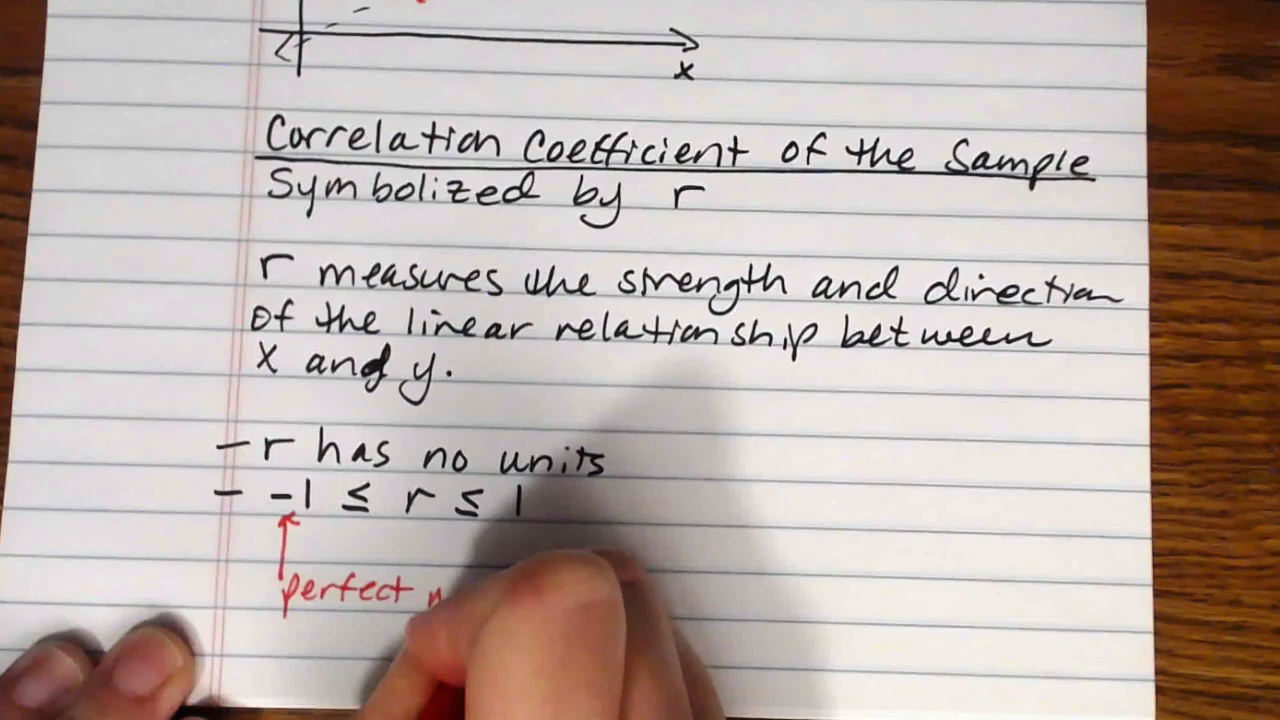 x
Correlation Coefficient of the Sample
Symbolized by r
r measures the strength and direction
of the linear relationship between
x and y.
- r has no units
- -1 ≤ r ≤ 1
perfect